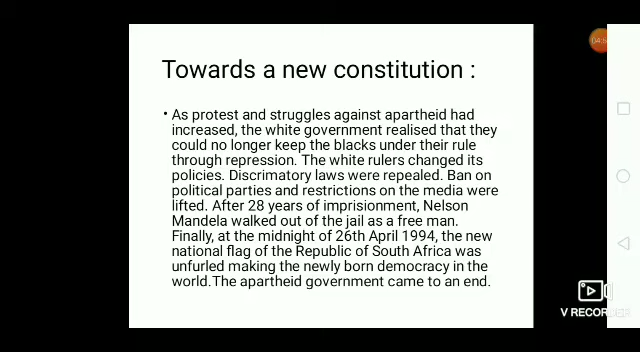 Towards a new constitution :
• As protest and struggles against apartheid had
increased, the white government realised that they
could no longer keep the blacks under their rule
through repression. The white rulers changed its
policies. Discrimatory laws were repealed. Ban on
political parties and restrictions on the media were
lifted. After 28 years of imprisionment, Nelson
Mandela walked out of the jail as a free man.
Finally, at the midnight of 26th April 1994, the new
national flag of the Republic of South Africa was
unfurled making the newly born democracy in the
world.The apartheid government came to an end.
V RECORDER